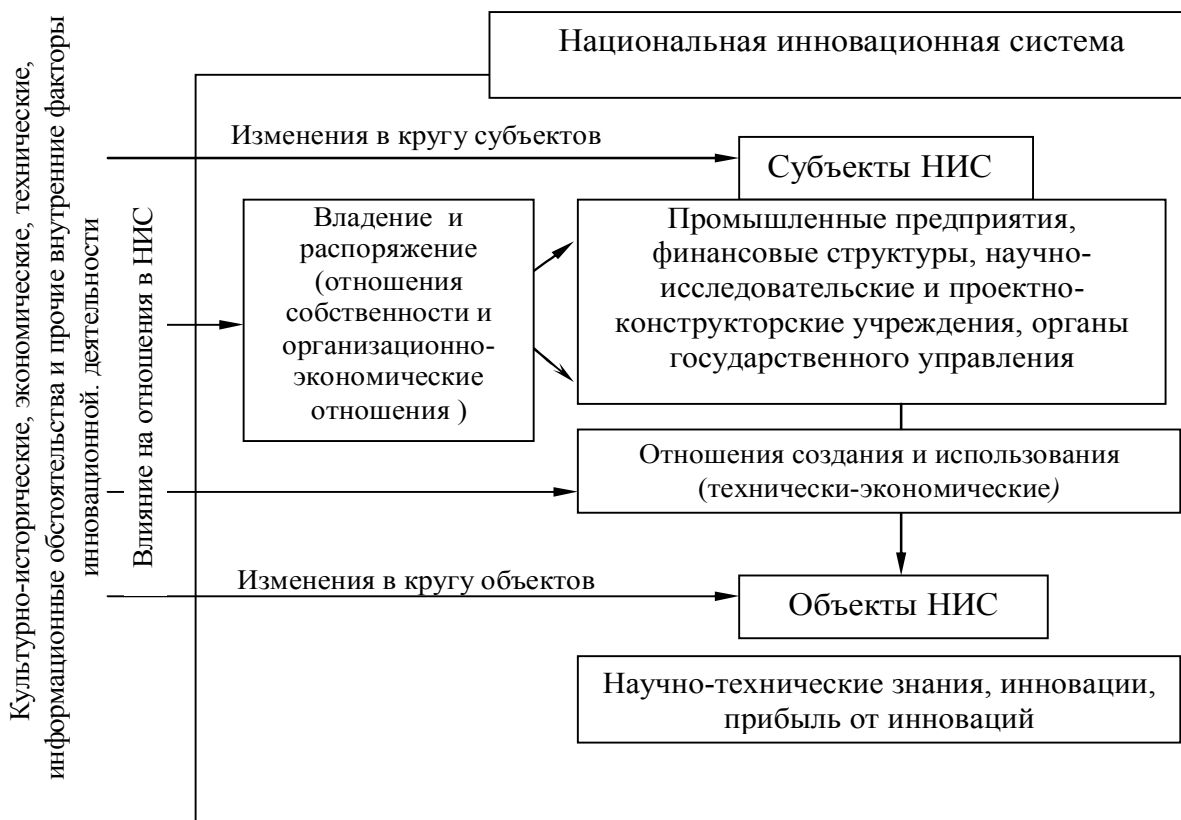 Национальная инновационная система
Культурно-исторические, экономические, технические,
информационные обстоятельства и прочие внутренние факторы
инновационной. деятельности
Влияние на отношения в НИС
Изменения в кругу субъектов
Субъекты НИС
Владение и
распоряжение
(отношения
собственности и
организационно-
экономические
отношения )
Промышленные предприятия,
финансовые структуры, научно-
исследовательские и проектно-
конструкторские учреждения, органы
государственного управления
Отношения создания и использования
(технически-экономические)
Изменения в кругу объектов
Объекты НИС
Научно-технические знания, инновации,
прибыль от инноваций